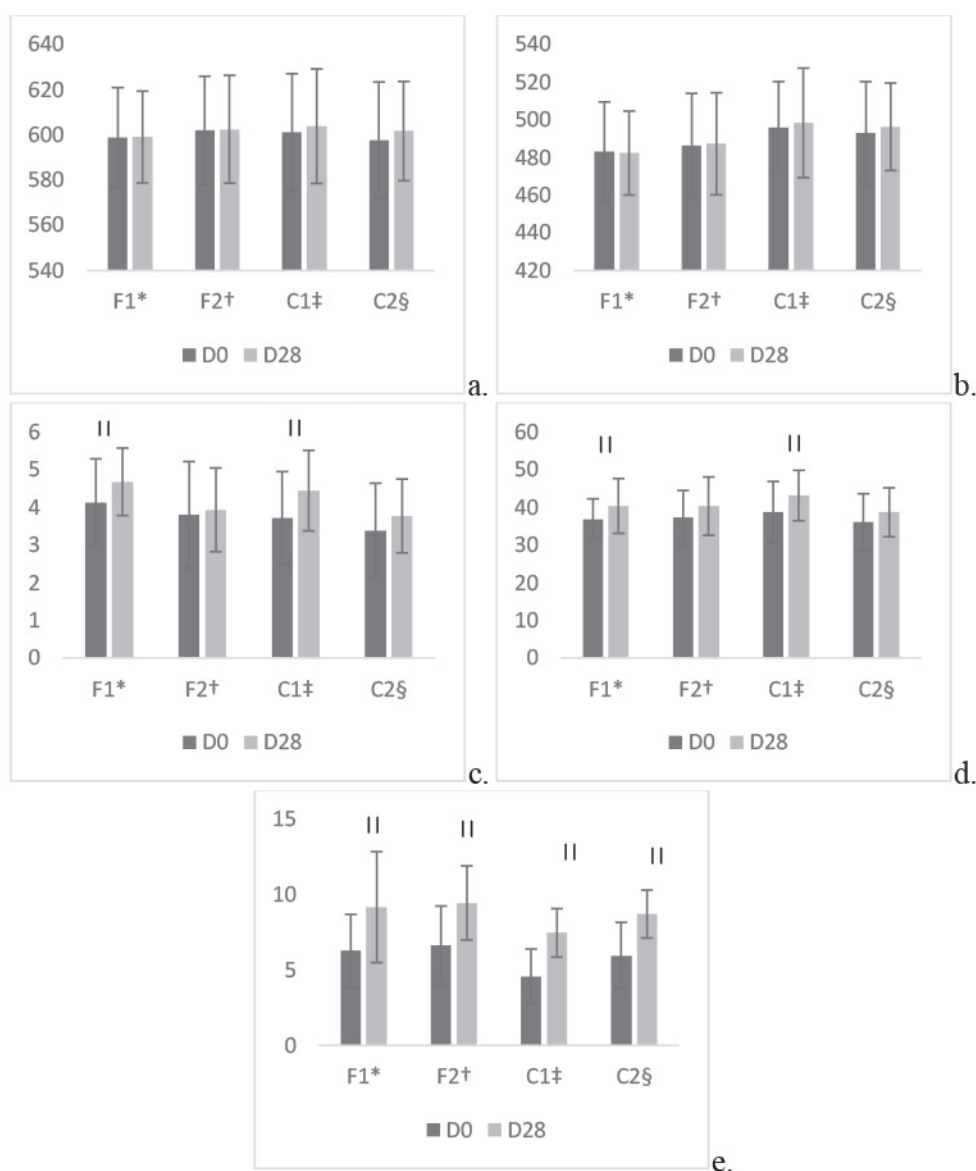 640
620
600
580
560
540
F1* F2† C1‡ C2§
D0 D28
a.
540
520
500
480
460
440
420
F1* F2† C1‡ C2§
D0 D28
b.
6
5
4
3
2
1
0
II II
F1* F2† C1‡ C2§
D0 D28
c.
60
50
40
30
20
10
0
II II
F1* F2† C1‡ C2§
D0 D28
d.
15
10
5
0
II II II II
F1* F2† C1‡ C2§
D0 D28
e.